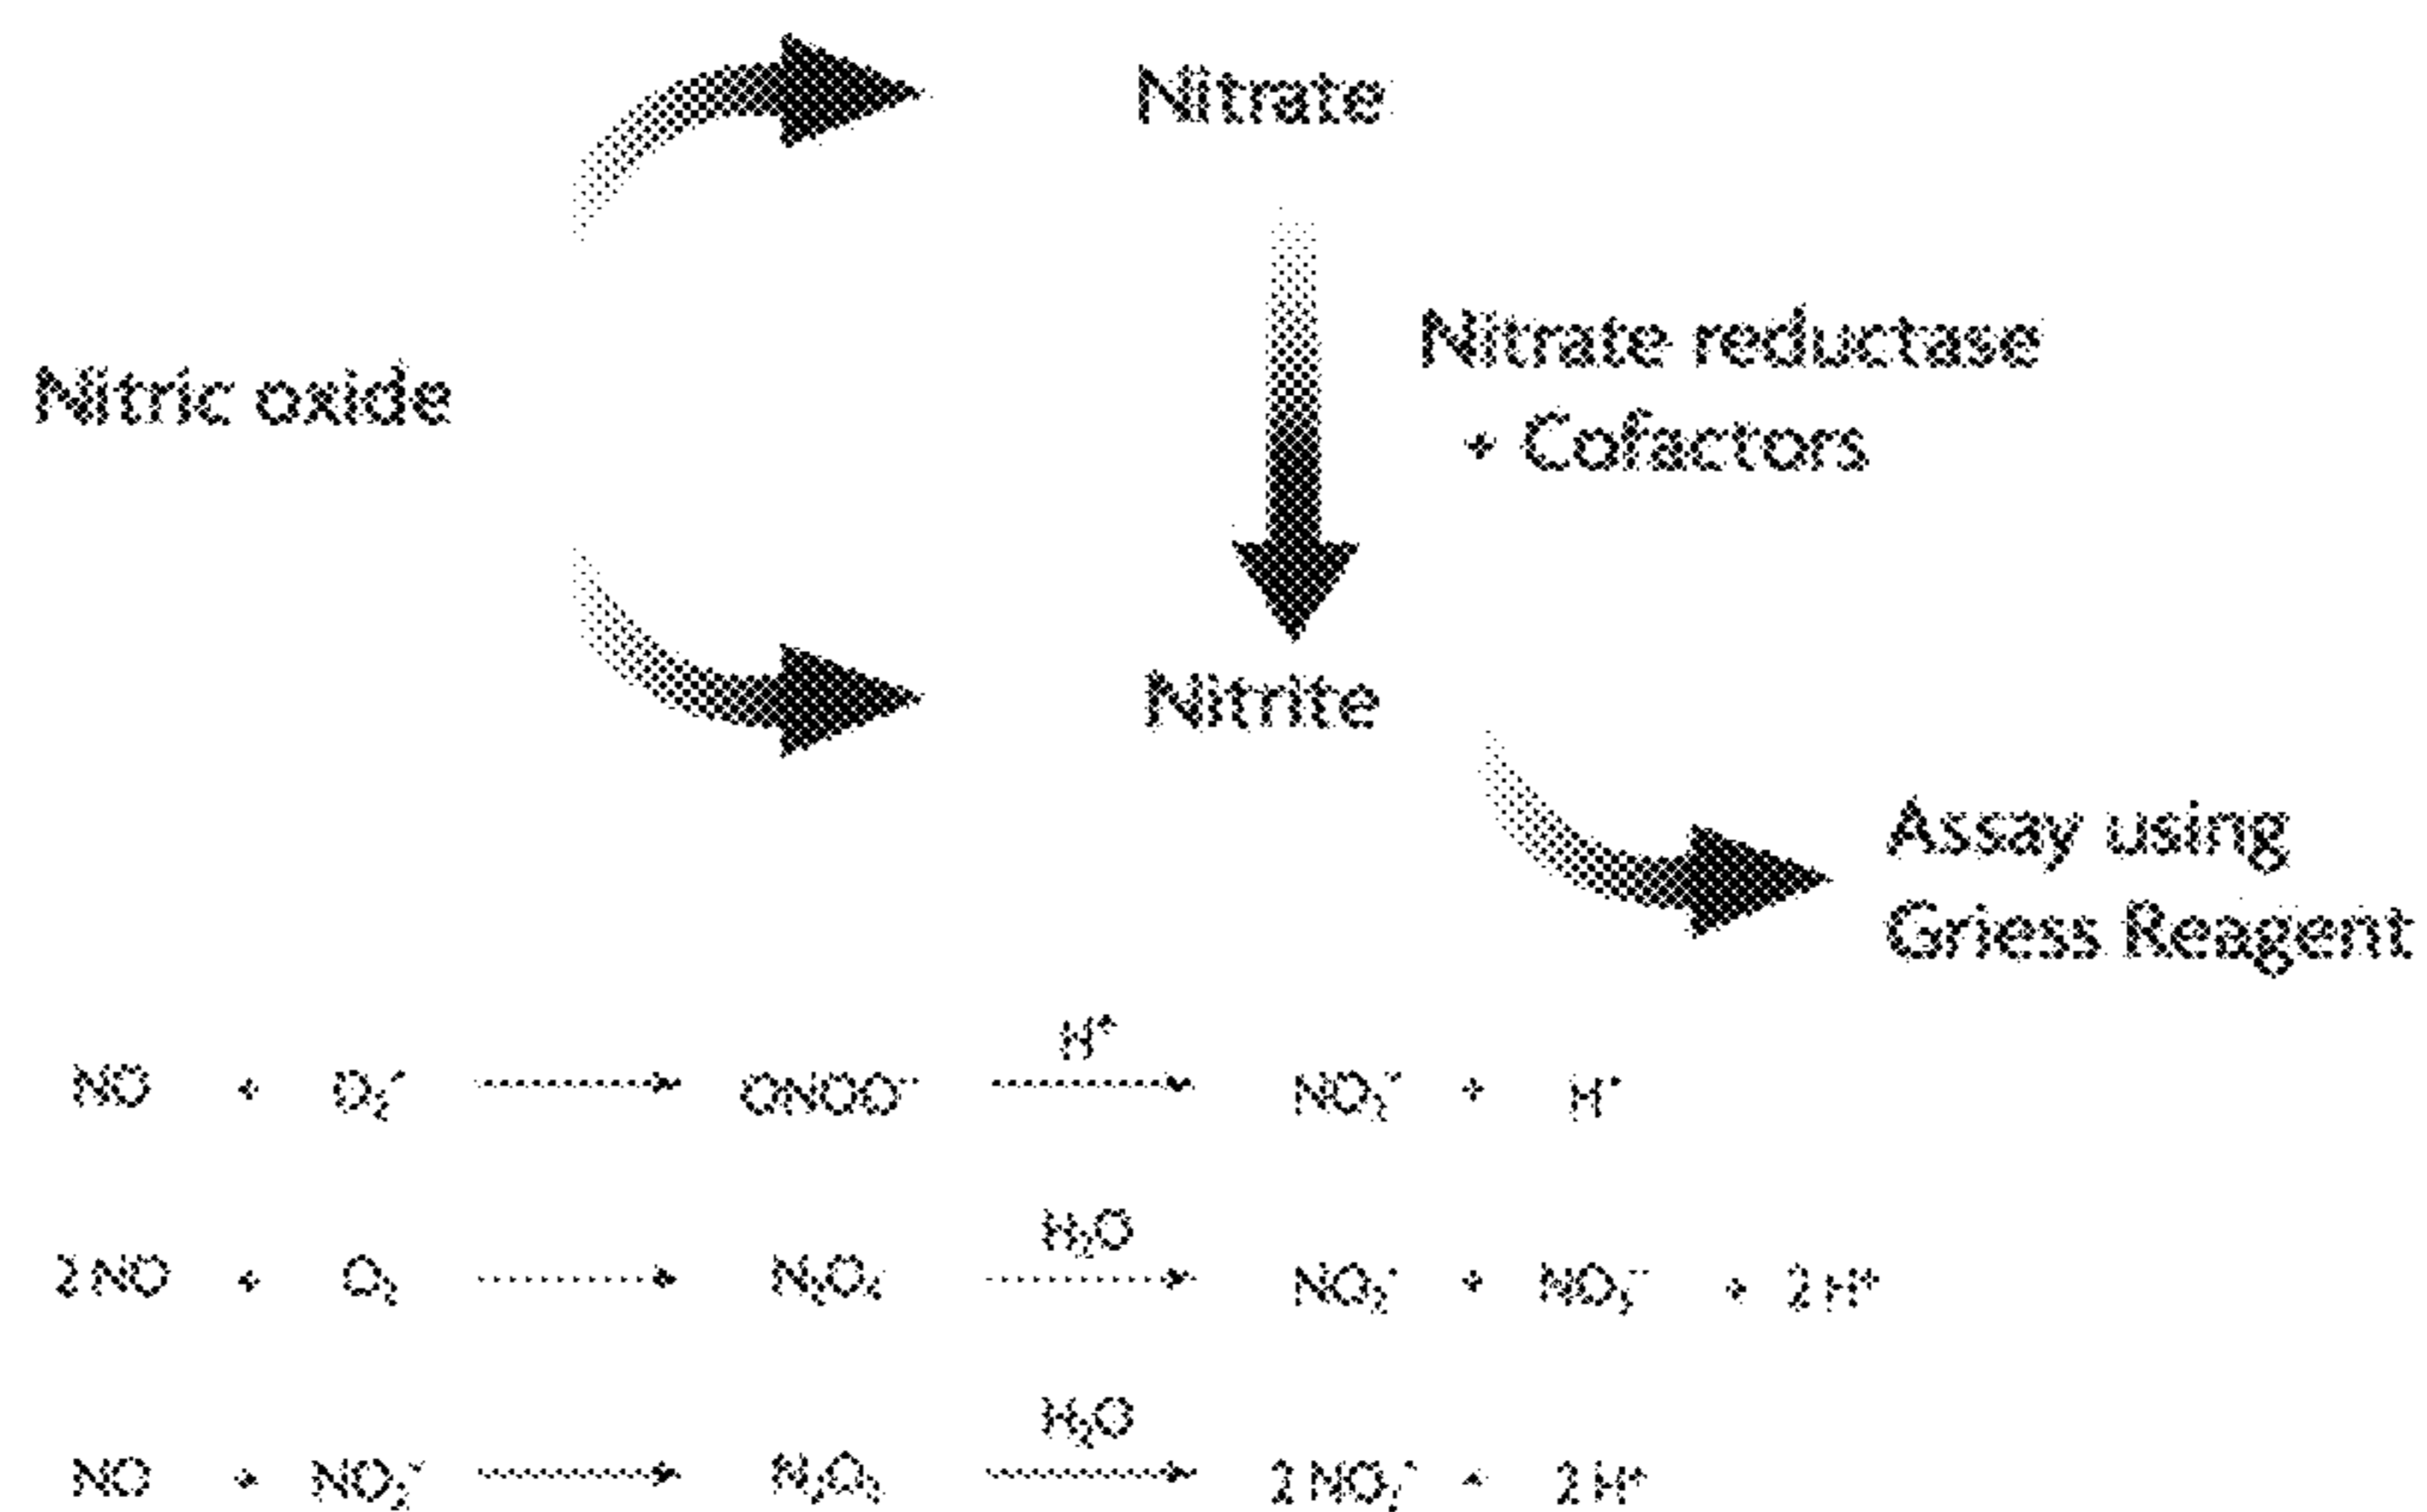 Nitrate
Nitrate reductase
+ Cofactors
Nitric oxide
Nitrite
Assay using
Griess Reagent
H⁺
NO + O₂⁻ ONOO⁻ NO₃⁻ + H⁺
H₂O
2 NO + O₂ N₂O₄ NO₂⁻ + NO₃⁻ + 2 H⁺
H₂O
NO + NO₂⁻ N₂O₃ 2 NO₂⁻ + 2 H⁺